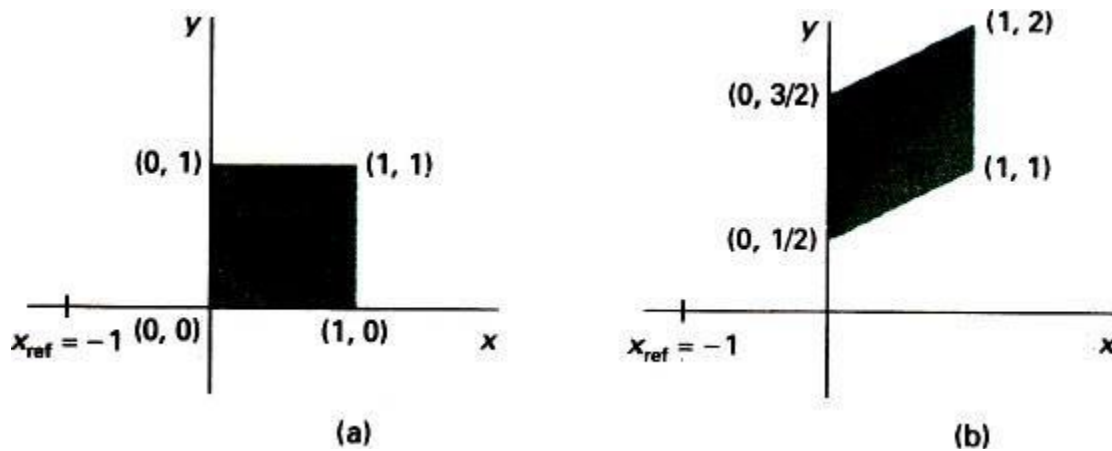 y
(0, 1)
(1, 1)
x_ref = −1
(0, 0)
(1, 0)
x
(a)
y
(1, 2)
(0, 3/2)
(1, 1)
(0, 1/2)
x_ref = −1
x
(b)